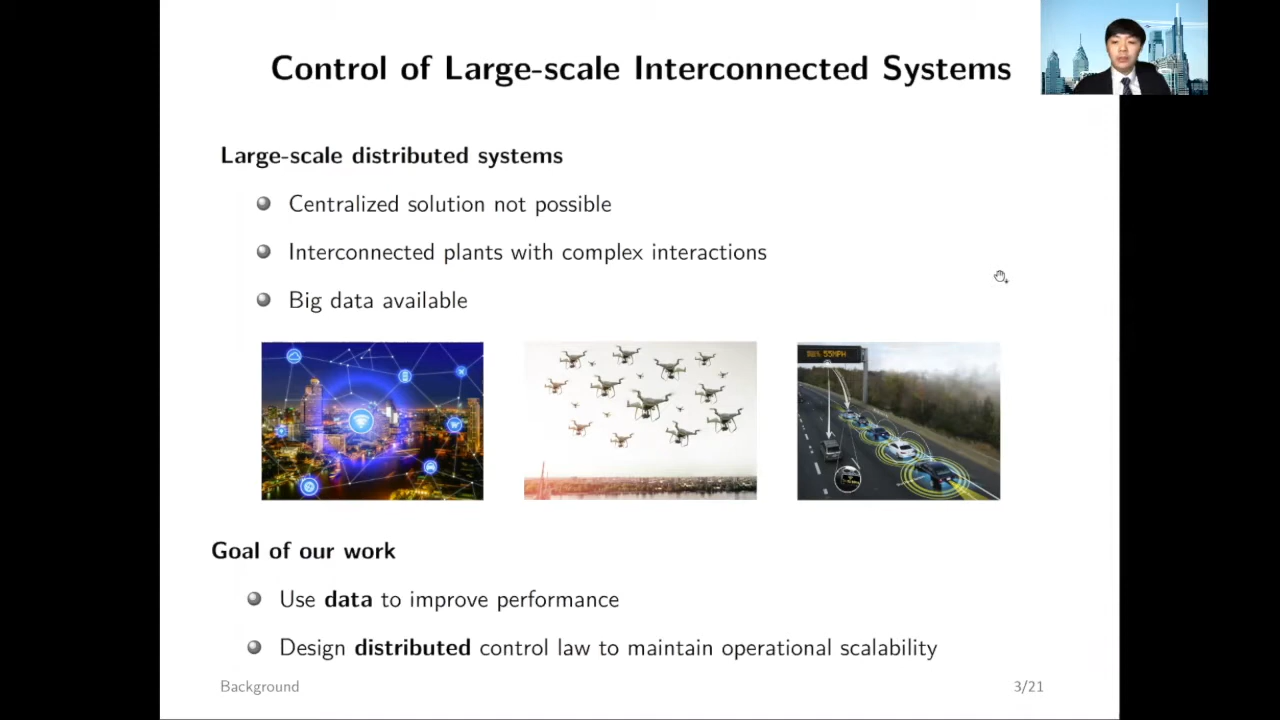 Control of Large-scale Interconnected Systems
Large-scale distributed systems
Centralized solution not possible
Interconnected plants with complex interactions
Big data available
55MPH
Goal of our work
Use data to improve performance
Design distributed control law to maintain operational scalability
Background
3/21